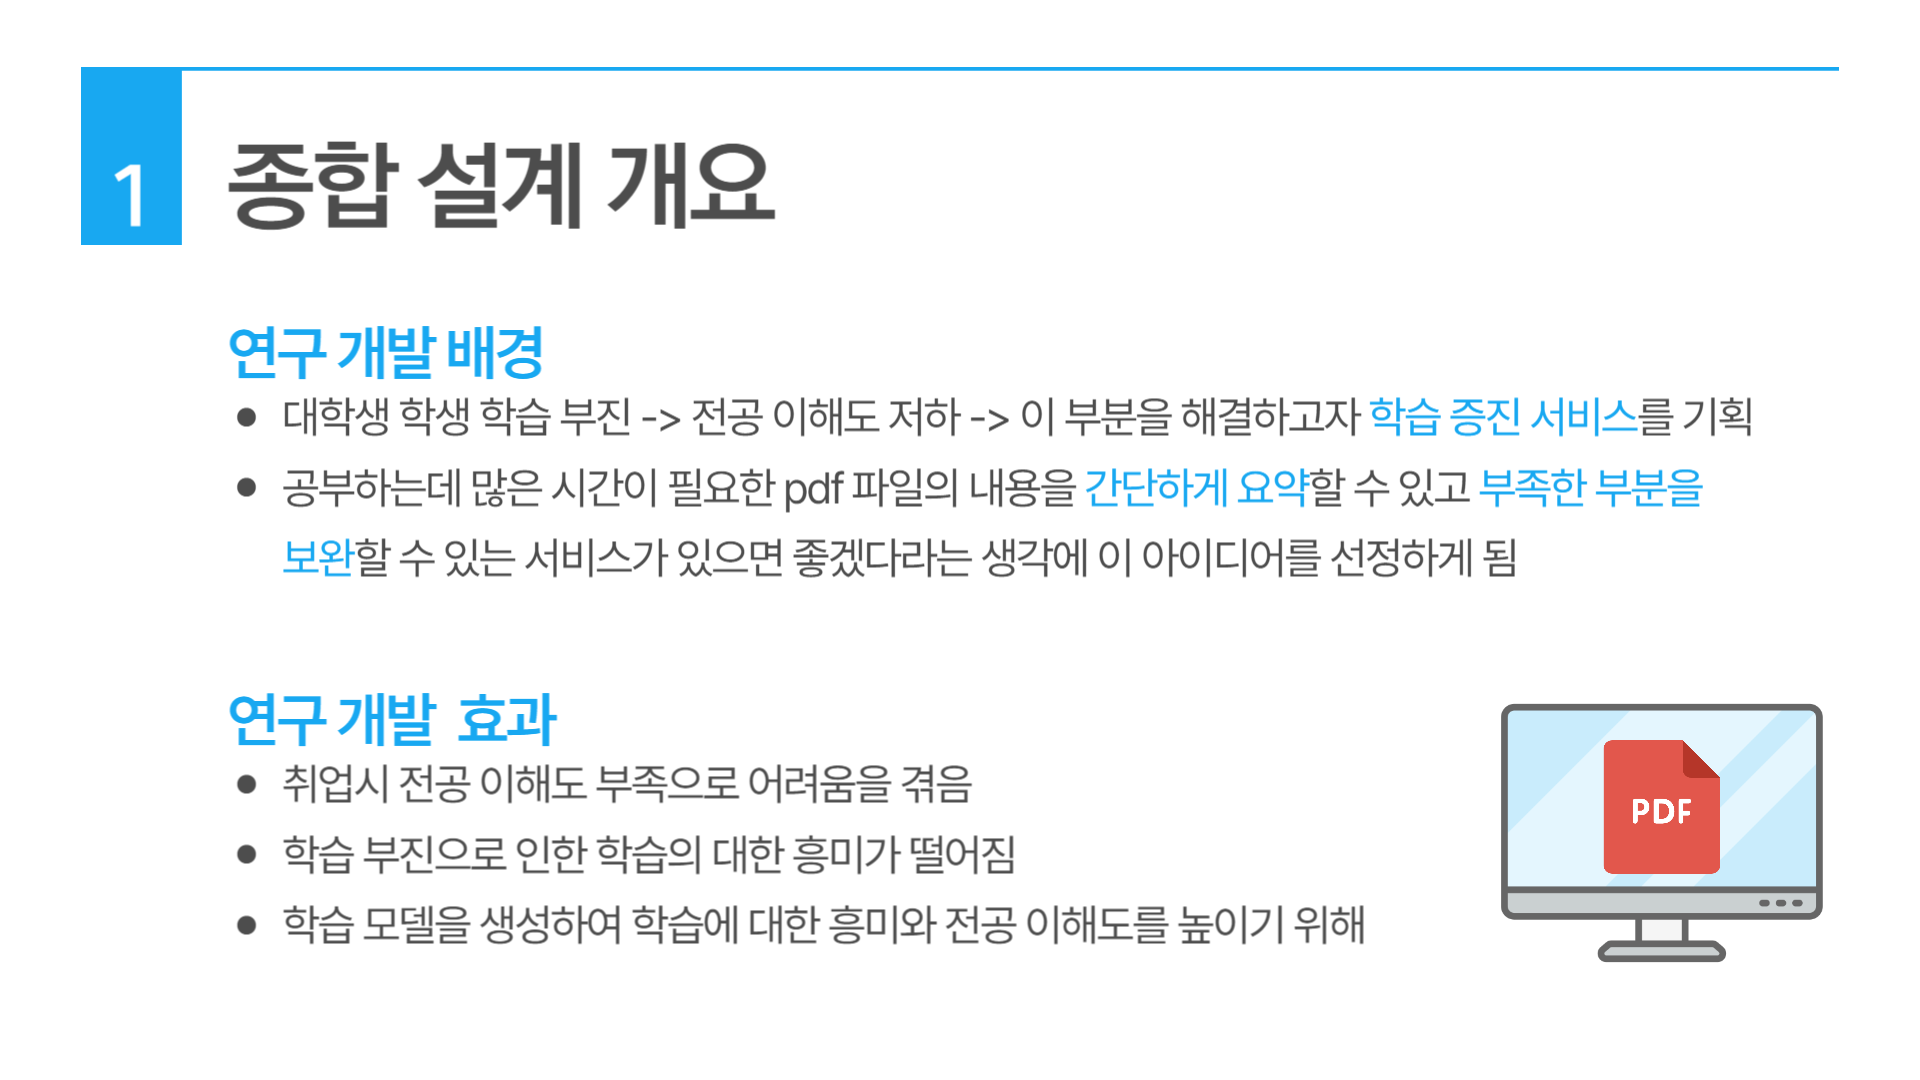 1
종합 설계 개요
연구 개발 배경
● 대학생 학생 학습 부진 -> 전공 이해도 저하 -> 이 부분을 해결하고자 학습 증진 서비스를 기획
● 공부하는데 많은 시간이 필요한 pdf 파일의 내용을 간단하게 요약할 수 있고 부족한 부분을
보완할 수 있는 서비스가 있으면 좋겠다라는 생각에 이 아이디어를 선정하게 됨
연구 개발 효과
● 취업시 전공 이해도 부족으로 어려움을 겪음
● 학습 부진으로 인한 학습의 대한 흥미가 떨어짐
● 학습 모델을 생성하여 학습에 대한 흥미와 전공 이해도를 높이기 위해
PDF